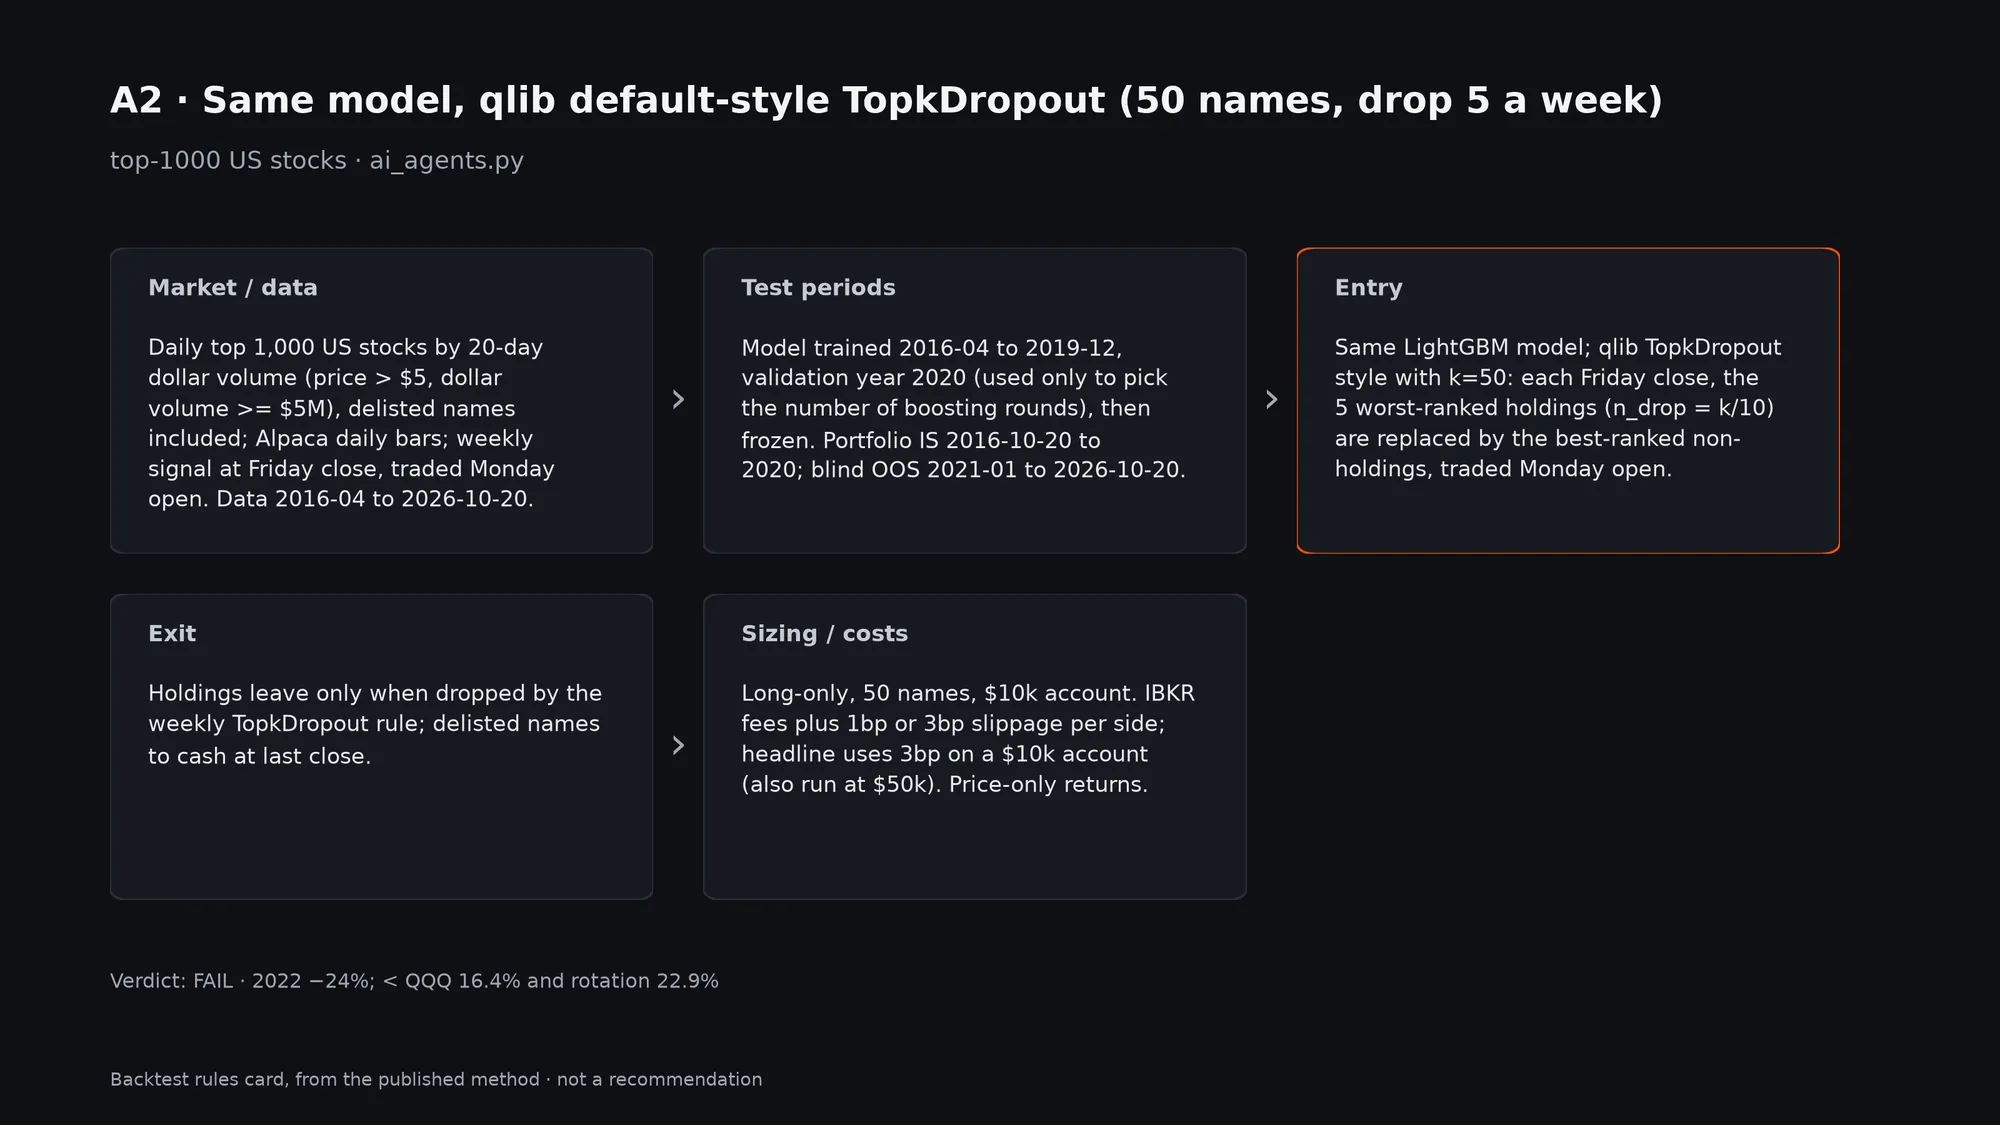 A2 · Same model, qlib default-style TopkDropout (50 names, drop 5 a week)
top-1000 US stocks · ai_agents.py
Market / data
Daily top 1,000 US stocks by 20-day
dollar volume (price > $5, dollar
volume >= $5M), delisted names
included; Alpaca daily bars; weekly
signal at Friday close, traded Monday
open. Data 2016-04 to 2026-10-20.
›
Test periods
Model trained 2016-04 to 2019-12,
validation year 2020 (used only to pick
the number of boosting rounds), then
frozen. Portfolio IS 2016-10-20 to
2020; blind OOS 2021-01 to 2026-10-20.
›
Entry
Same LightGBM model; qlib TopkDropout
style with k=50: each Friday close, the
5 worst-ranked holdings (n_drop = k/10)
are replaced by the best-ranked non-
holdings, traded Monday open.
Exit
Holdings leave only when dropped by the
weekly TopkDropout rule; delisted names
to cash at last close.
›
Sizing / costs
Long-only, 50 names, $10k account. IBKR
fees plus 1bp or 3bp slippage per side;
headline uses 3bp on a $10k account
(also run at $50k). Price-only returns.
Verdict: FAIL · 2022 −24%; < QQQ 16.4% and rotation 22.9%
Backtest rules card, from the published method · not a recommendation